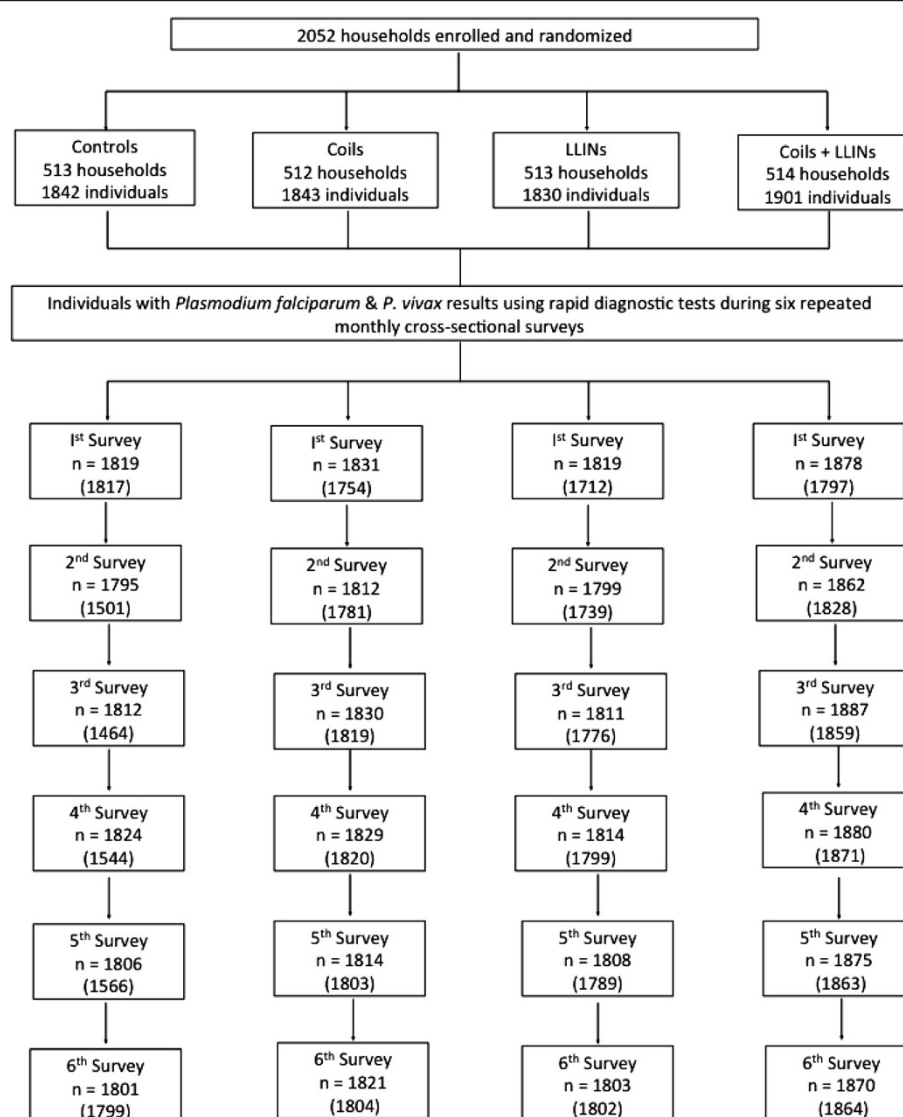 2052 households enrolled and randomized
Controls
513 households
1842 individuals
Coils
512 households
1843 individuals
LLINs
513 households
1830 individuals
Coils + LLINs
514 households
1901 individuals
Individuals with Plasmodium falciparum & P. vivax results using rapid diagnostic tests during six repeated
monthly cross-sectional surveys
1st Survey
n = 1819
(1817)
1st Survey
n = 1831
(1754)
1st Survey
n = 1819
(1712)
1st Survey
n = 1878
(1797)
2nd Survey
n = 1795
(1501)
2nd Survey
n = 1812
(1781)
2nd Survey
n = 1799
(1739)
2nd Survey
n = 1862
(1828)
3rd Survey
n = 1812
(1464)
3rd Survey
n = 1830
(1819)
3rd Survey
n = 1811
(1776)
3rd Survey
n = 1887
(1859)
4th Survey
n = 1824
(1544)
4th Survey
n = 1829
(1820)
4th Survey
n = 1814
(1799)
4th Survey
n = 1880
(1871)
5th Survey
n = 1806
(1566)
5th Survey
n = 1814
(1803)
5th Survey
n = 1808
(1789)
5th Survey
n = 1875
(1863)
6th Survey
n = 1801
(1799)
6th Survey
n = 1821
(1804)
6th Survey
n = 1803
(1802)
6th Survey
n = 1870
(1864)